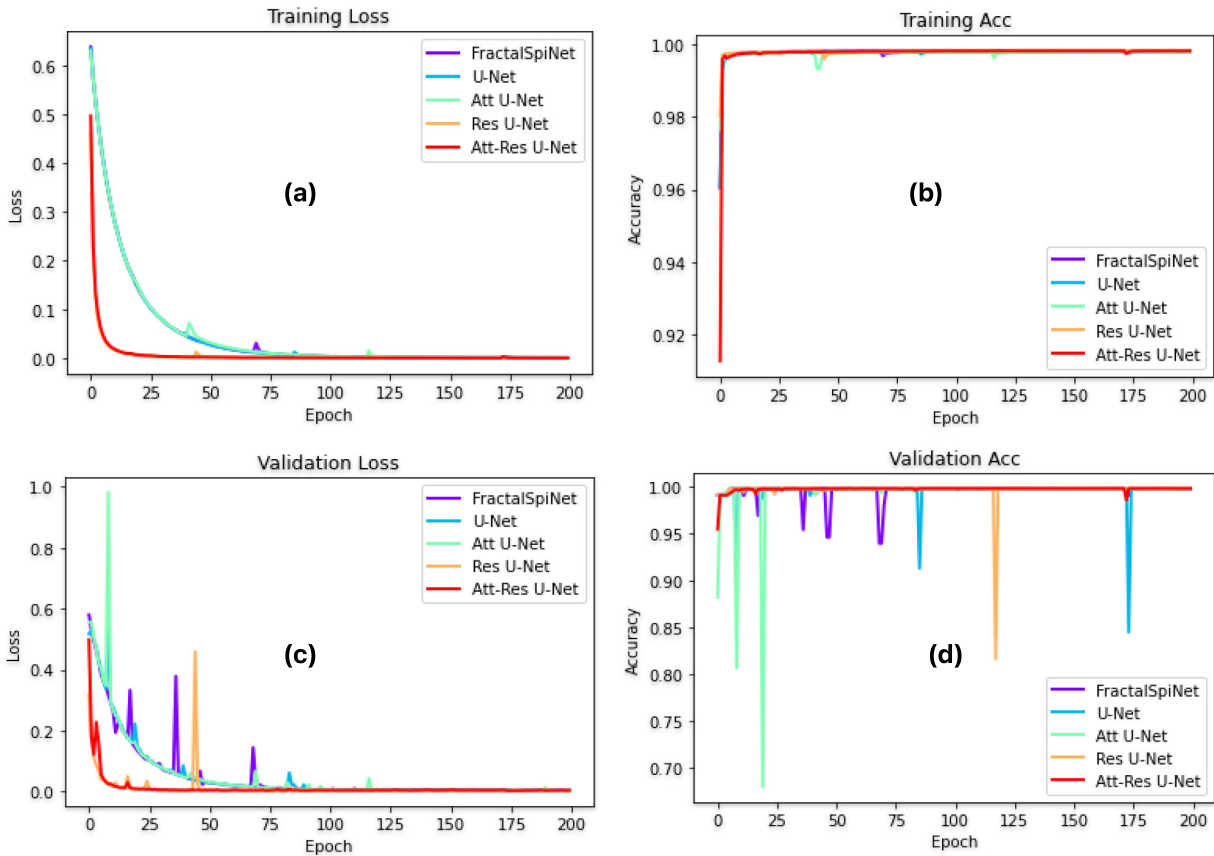 Training Loss
0.6
0.5
0.4
0.3
0.2
0.1
0.0
Loss
FractalSpiNet
U-Net
Att U-Net
Res U-Net
Att-Res U-Net
(a)
0 25 50 75 100 125 150 175 200
Epoch
Training Acc
1.00
0.98
0.96
0.94
0.92
Accuracy
(b)
FractalSpiNet
U-Net
Att U-Net
Res U-Net
Att-Res U-Net
0 25 50 75 100 125 150 175 200
Epoch
Validation Loss
1.0
0.8
0.6
0.4
0.2
0.0
Loss
FractalSpiNet
U-Net
Att U-Net
Res U-Net
Att-Res U-Net
(c)
0 25 50 75 100 125 150 175 200
Epoch
Validation Acc
1.00
0.95
0.90
0.85
0.80
0.75
0.70
Accuracy
(d)
FractalSpiNet
U-Net
Att U-Net
Res U-Net
Att-Res U-Net
0 25 50 75 100 125 150 175 200
Epoch